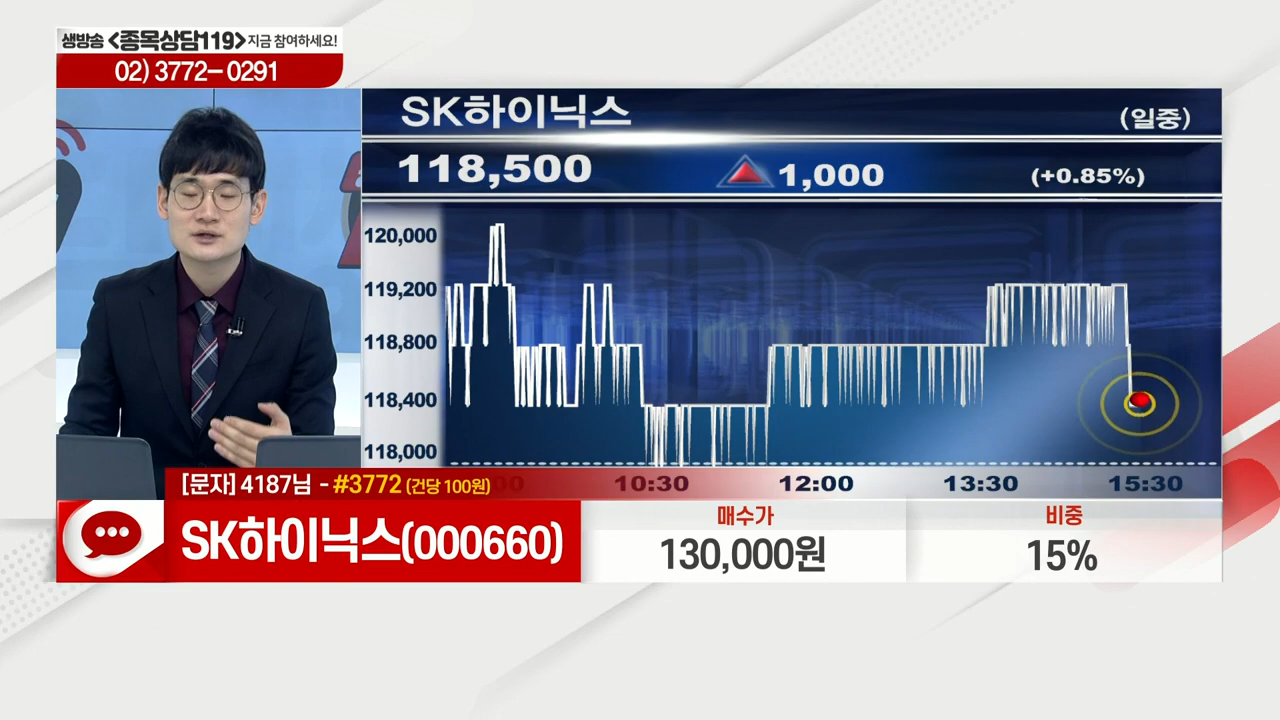 생방송 <종목상담119> 지금 참여하세요!
02) 3772-0291
SK하이닉스
(일중)
118,500
1,000
(+0.85%)
120,000
119,200
118,800
118,400
118,000
10:30
12:00
13:30
15:30
[문자] 4187님 - #3772 (건당 100원)
SK하이닉스(000660)
매수가
130,000원
비중
15%